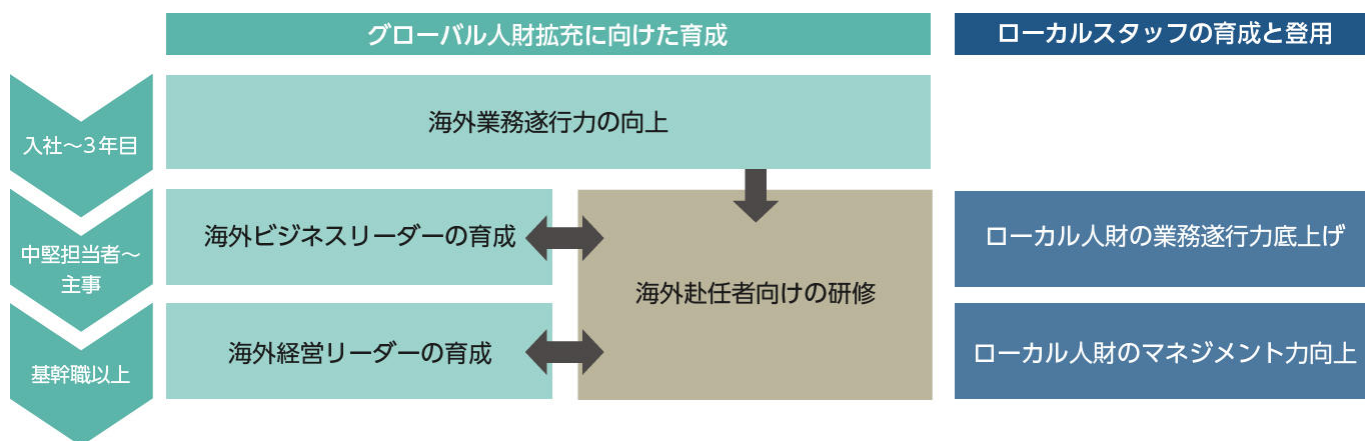 グローバル人財拡充に向けた育成
ローカルスタッフの育成と登用
入社～3年目
海外業務遂行力の向上
中堅担当者～
主事
海外ビジネスリーダーの育成
海外赴任者向けの研修
ローカル人財の業務遂行力底上げ
基幹職以上
海外経営リーダーの育成
ローカル人財のマネジメント力向上